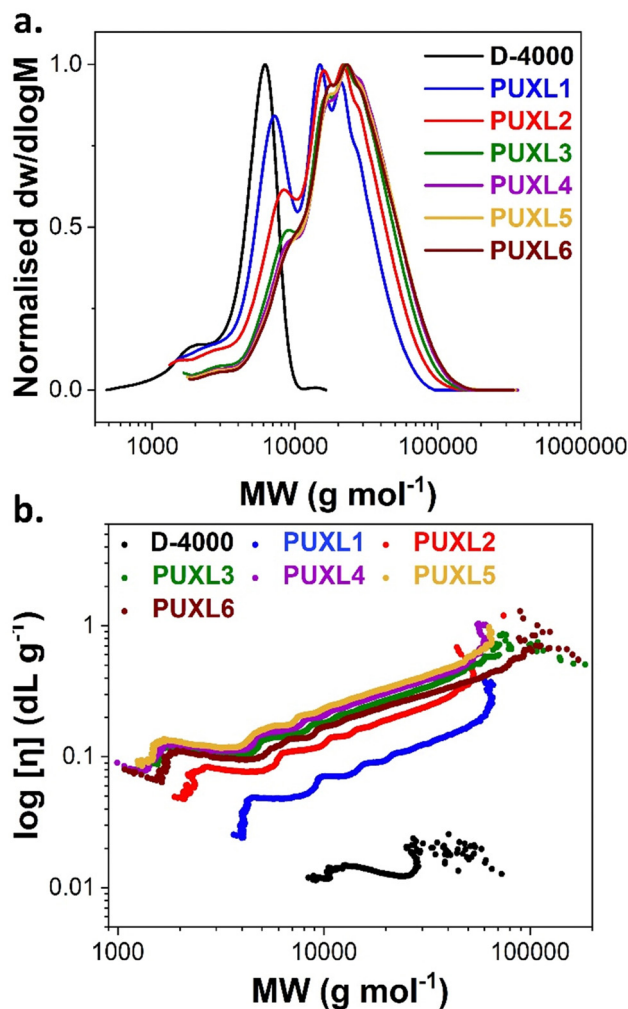 a.
Normalised dw/dlogM
1.0
0.5
0.0
D-4000
PUXL1
PUXL2
PUXL3
PUXL4
PUXL5
PUXL6
1000 10000 100000 1000000
MW (g mol⁻¹)
b.
D-4000 PUXL1 PUXL2
PUXL3 PUXL4 PUXL5
PUXL6
log [η] (dL g⁻¹)
1
0.1
0.01
1000 10000 100000
MW (g mol⁻¹)